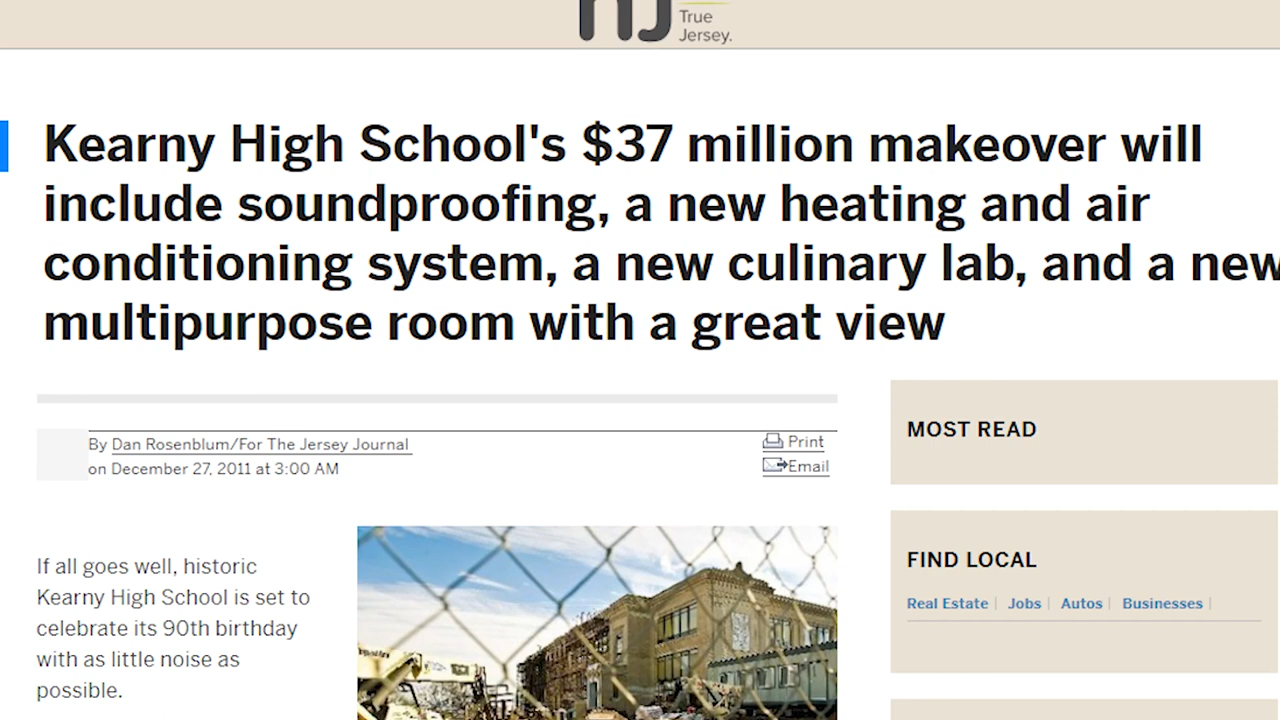 nj
True
Jersey.
Kearny High School's $37 million makeover will
include soundproofing, a new heating and air
conditioning system, a new culinary lab, and a new
multipurpose room with a great view
By Dan Rosenblum/For The Jersey Journal
on December 27, 2011 at 3:00 AM
Print
Email
If all goes well, historic
Kearny High School is set to
celebrate its 90th birthday
with as little noise as
possible.
MOST READ
FIND LOCAL
Real Estate | Jobs | Autos | Businesses |